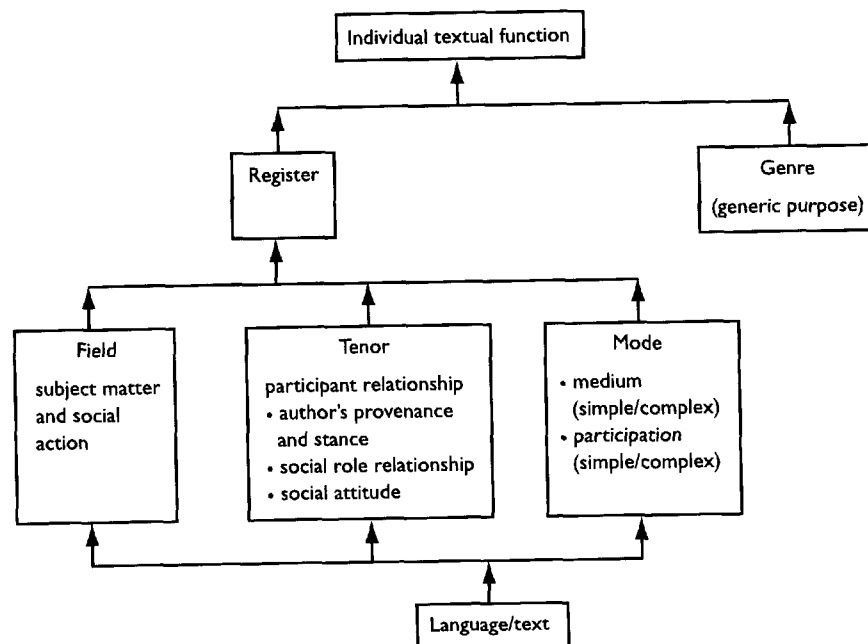 Individual textual function
Register
Genre
(generic purpose)
Field
subject matter
and social
action
Tenor
participant relationship
• author's provenance
and stance
• social role relationship
• social attitude
Mode
• medium
(simple/complex)
• participation
(simple/complex)
Language/text